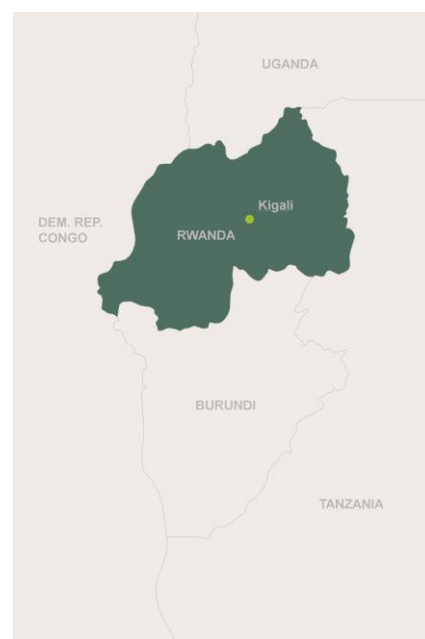 UGANDA
Kigali
DEM. REP.
CONGO
RWANDA
BURUNDI
TANZANIA